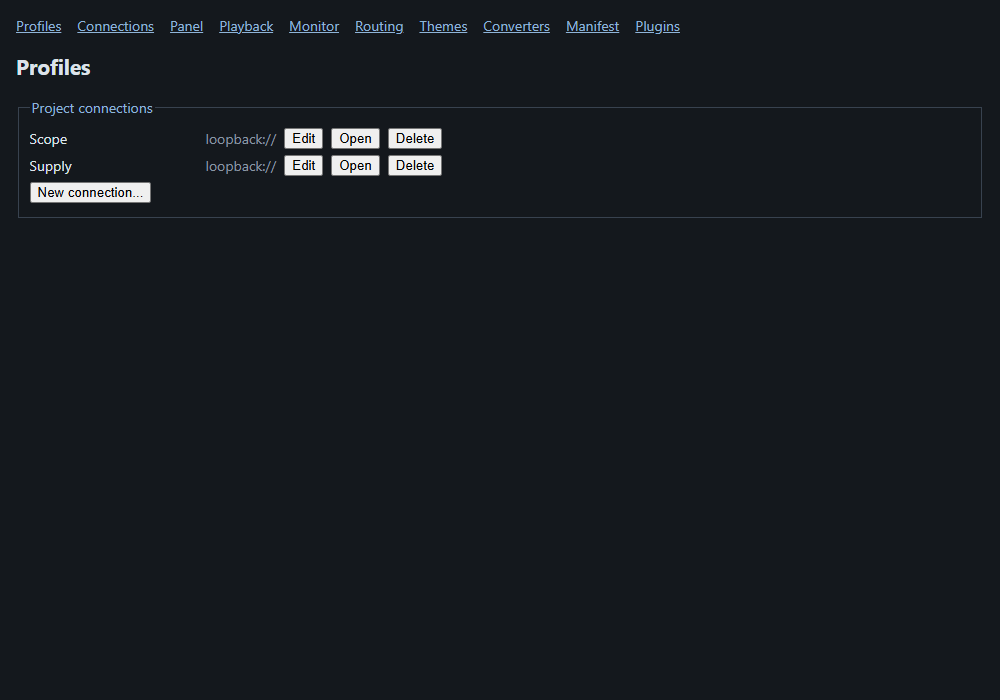 Profiles Connections Panel Playback Monitor Routing Themes Converters Manifest Plugins
Profiles
Project connections
Scope loopback:// Edit Open Delete
Supply loopback:// Edit Open Delete
New connection...